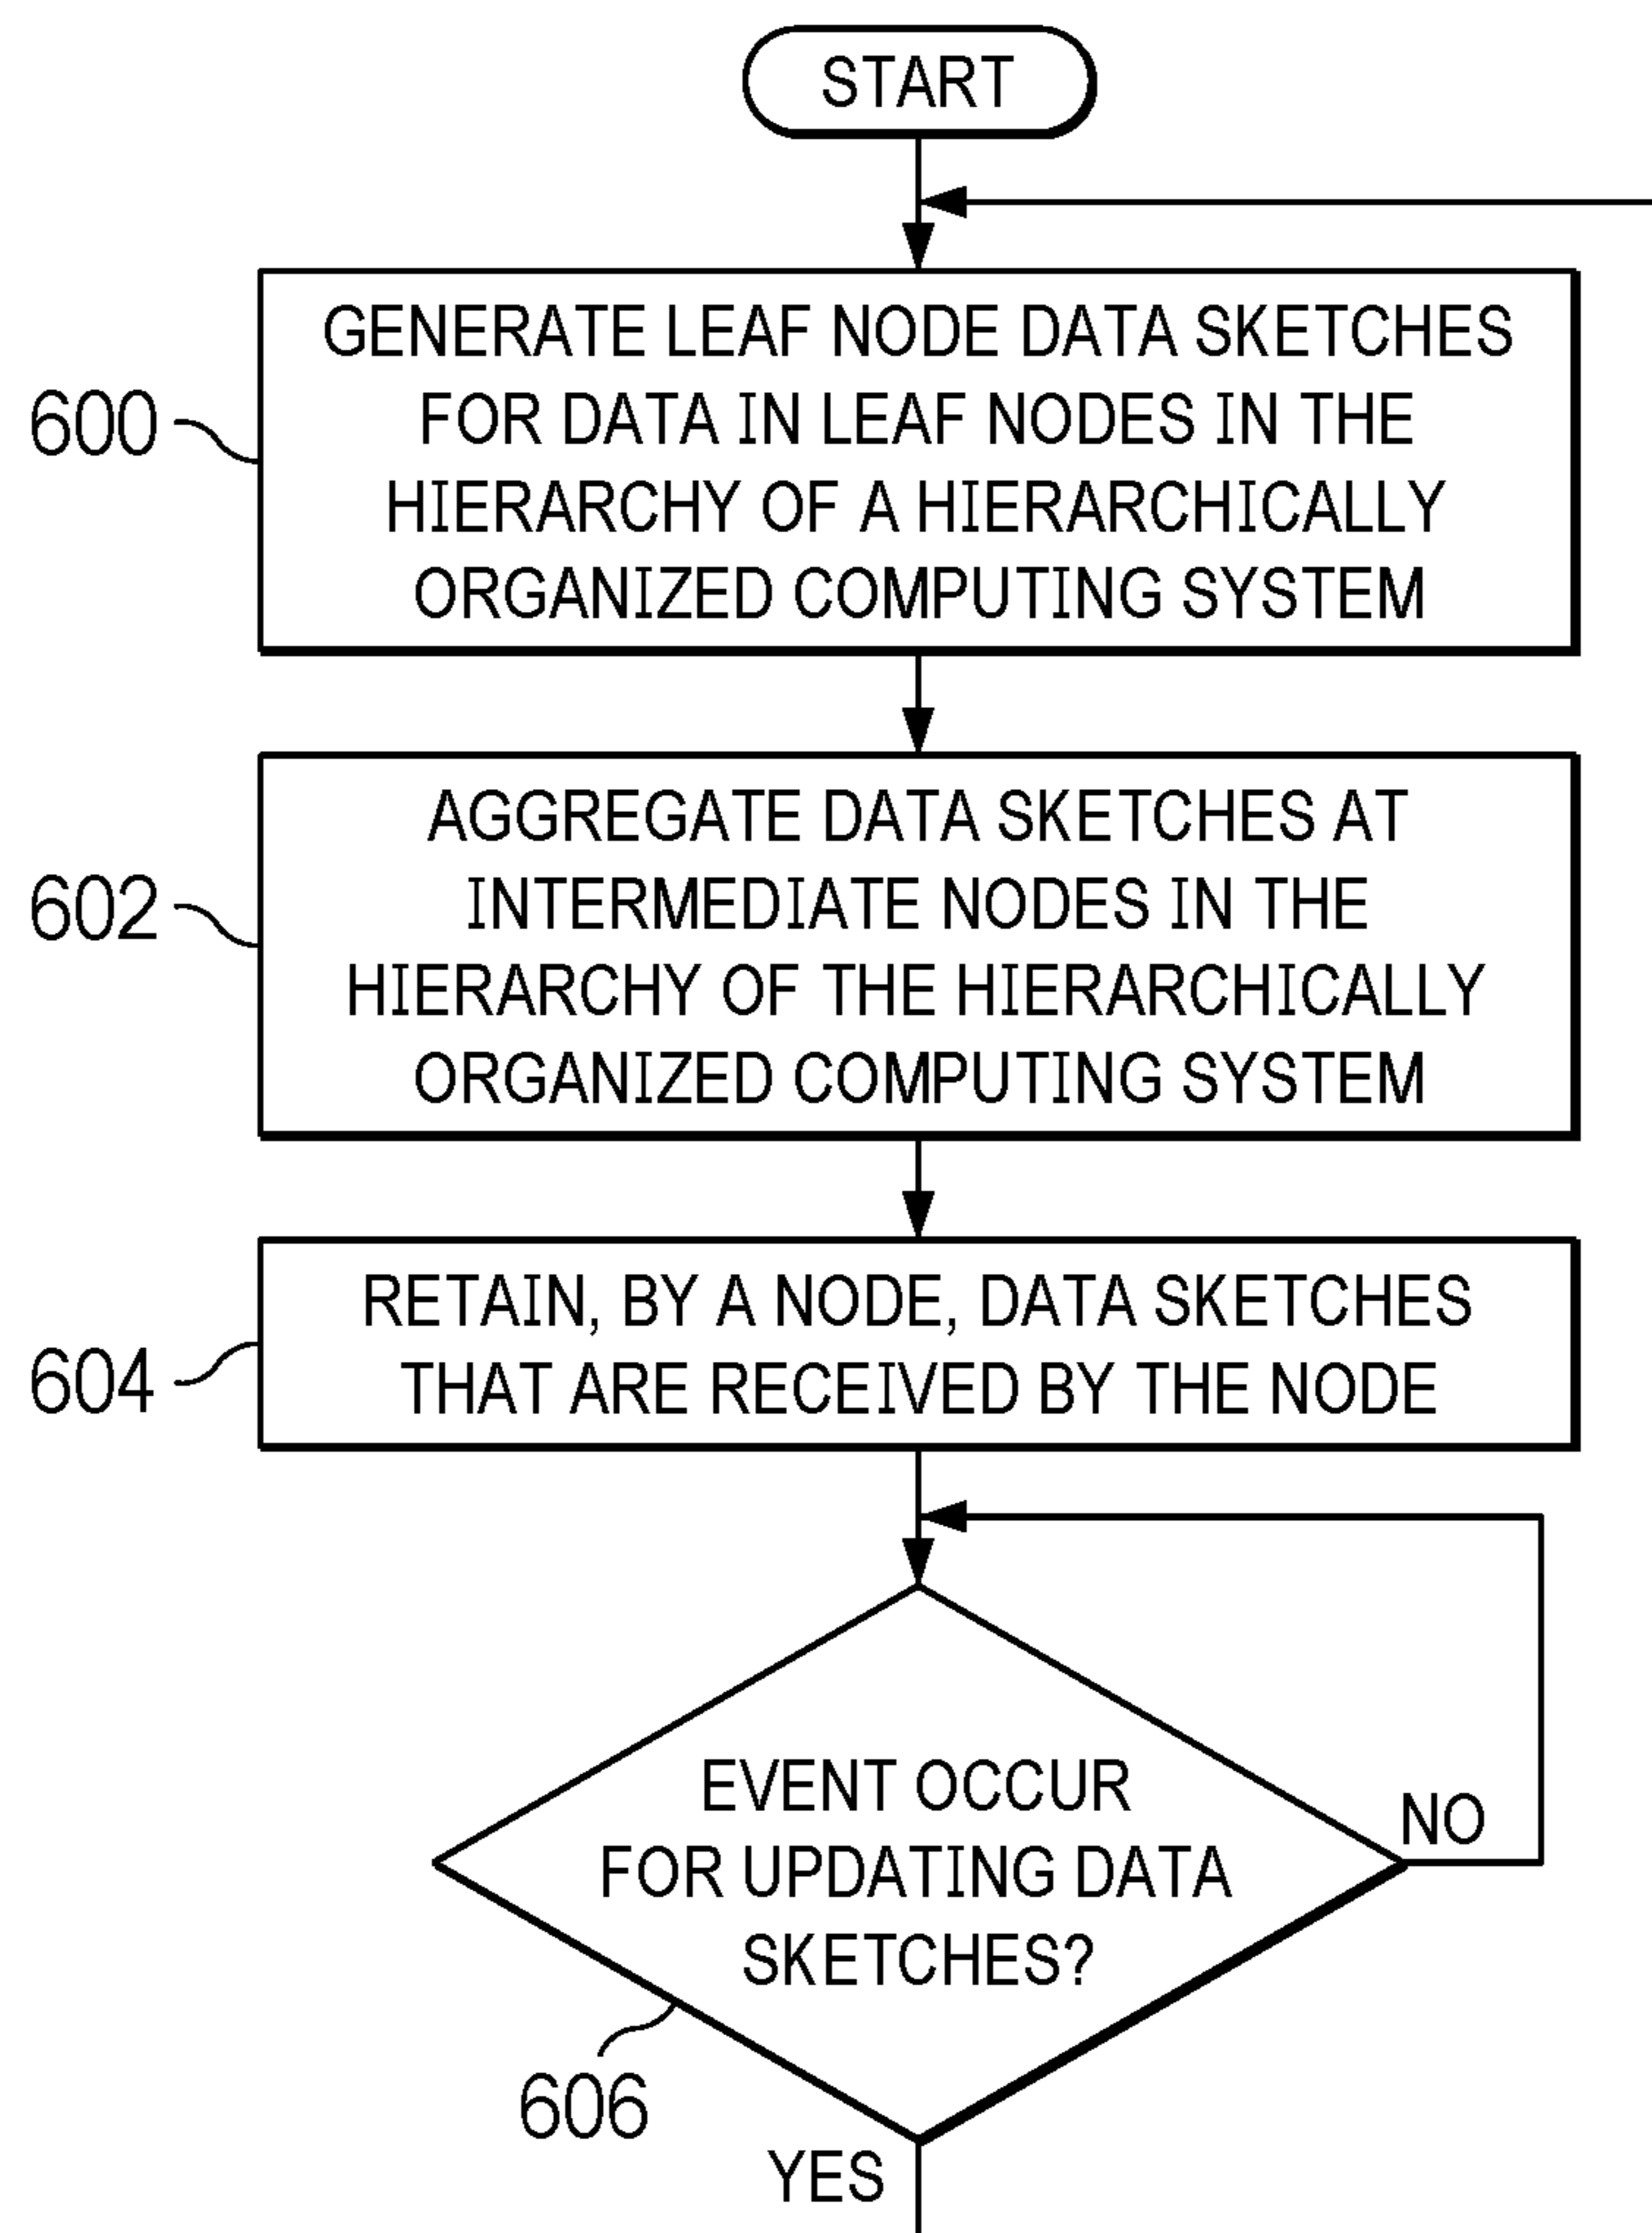 START
600
GENERATE LEAF NODE DATA SKETCHES
FOR DATA IN LEAF NODES IN THE
HIERARCHY OF A HIERARCHICALLY
ORGANIZED COMPUTING SYSTEM
602
AGGREGATE DATA SKETCHES AT
INTERMEDIATE NODES IN THE
HIERARCHY OF THE HIERARCHICALLY
ORGANIZED COMPUTING SYSTEM
604
RETAIN, BY A NODE, DATA SKETCHES
THAT ARE RECEIVED BY THE NODE
EVENT OCCUR
FOR UPDATING DATA
SKETCHES?
NO
606
YES